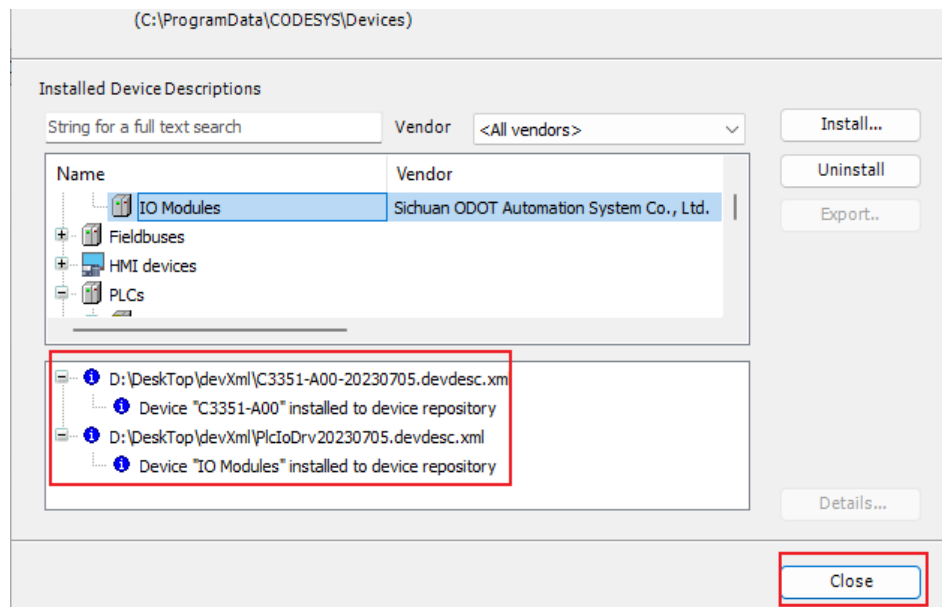 (C:\ProgramData\CODESYS\Devices)
Installed Device Descriptions
String for a full text search Vendor <All vendors> Install...
Name Vendor Uninstall
IO Modules Sichuan ODOT Automation System Co., Ltd. Export..
Fieldbuses
HMI devices
PLCs
D:\DeskTop\devXml\C3351-A00-20230705.devdesc.xml
Device "C3351-A00" installed to device repository
D:\DeskTop\devXml\PlcIoDrv20230705.devdesc.xml
Device "IO Modules" installed to device repository
Details...
Close